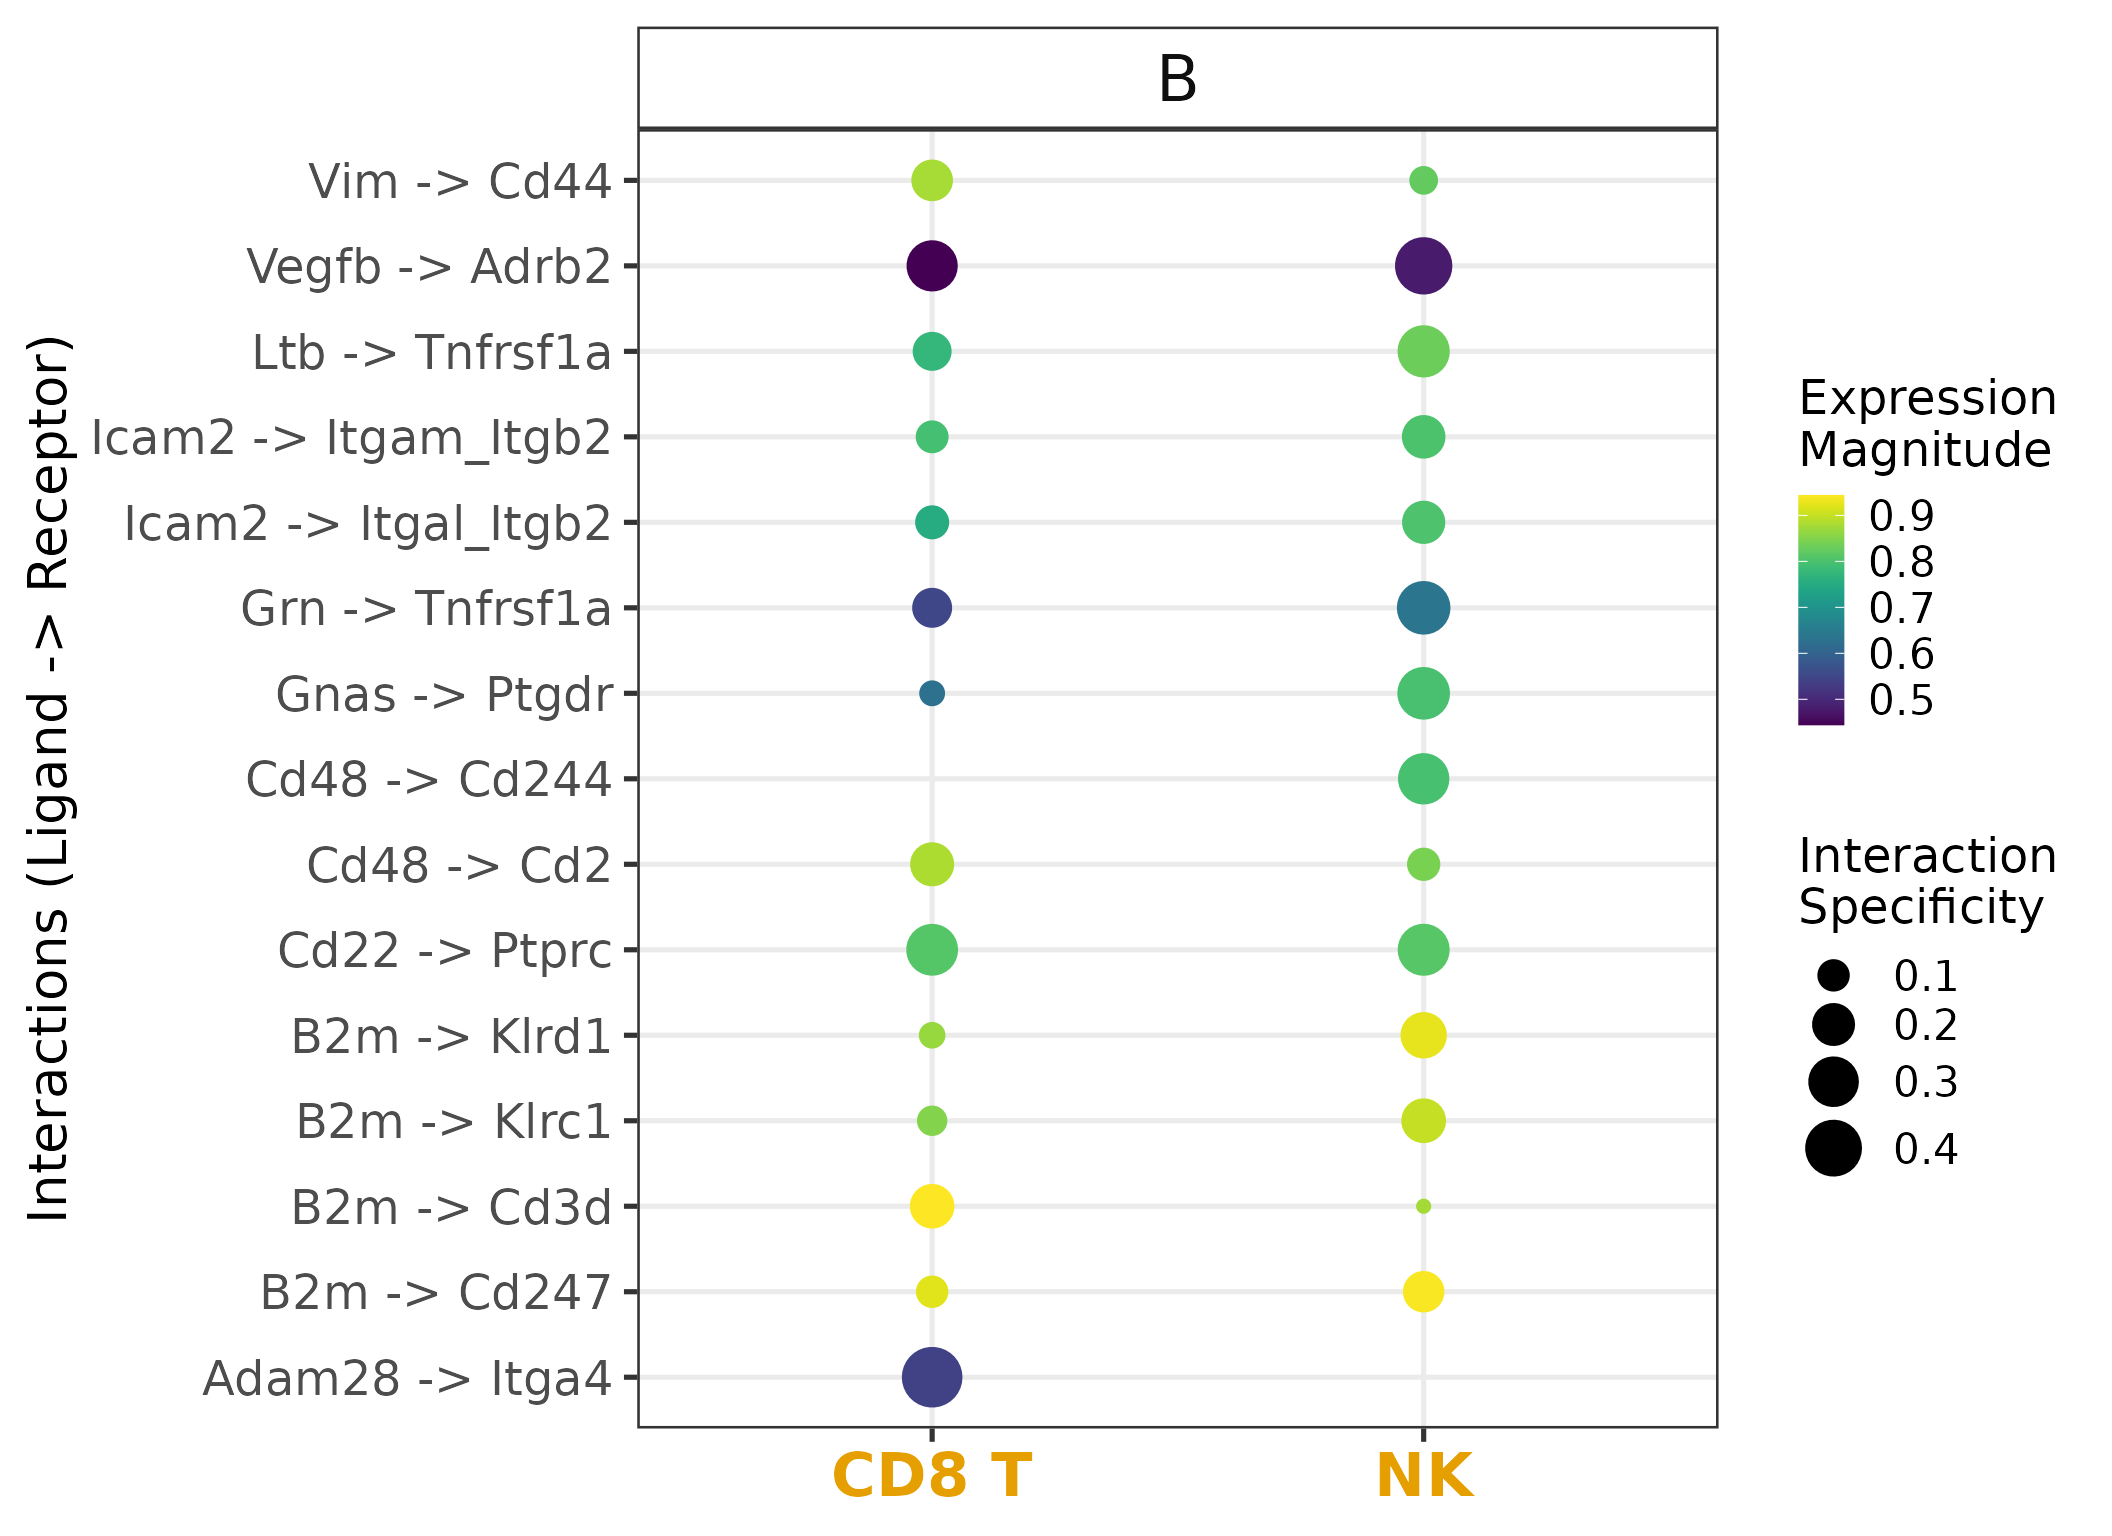 B
Interactions (Ligand -> Receptor)
Vim -> Cd44
Vegfb -> Adrb2
Ltb -> Tnfrsf1a
Icam2 -> Itgam_Itgb2
Icam2 -> Itgal_Itgb2
Grn -> Tnfrsf1a
Gnas -> Ptgdr
Cd48 -> Cd244
Cd48 -> Cd2
Cd22 -> Ptprc
B2m -> Klrd1
B2m -> Klrc1
B2m -> Cd3d
B2m -> Cd247
Adam28 -> Itga4
CD8 T
NK
Expression
Magnitude
0.9
0.8
0.7
0.6
0.5
Interaction
Specificity
0.1
0.2
0.3
0.4